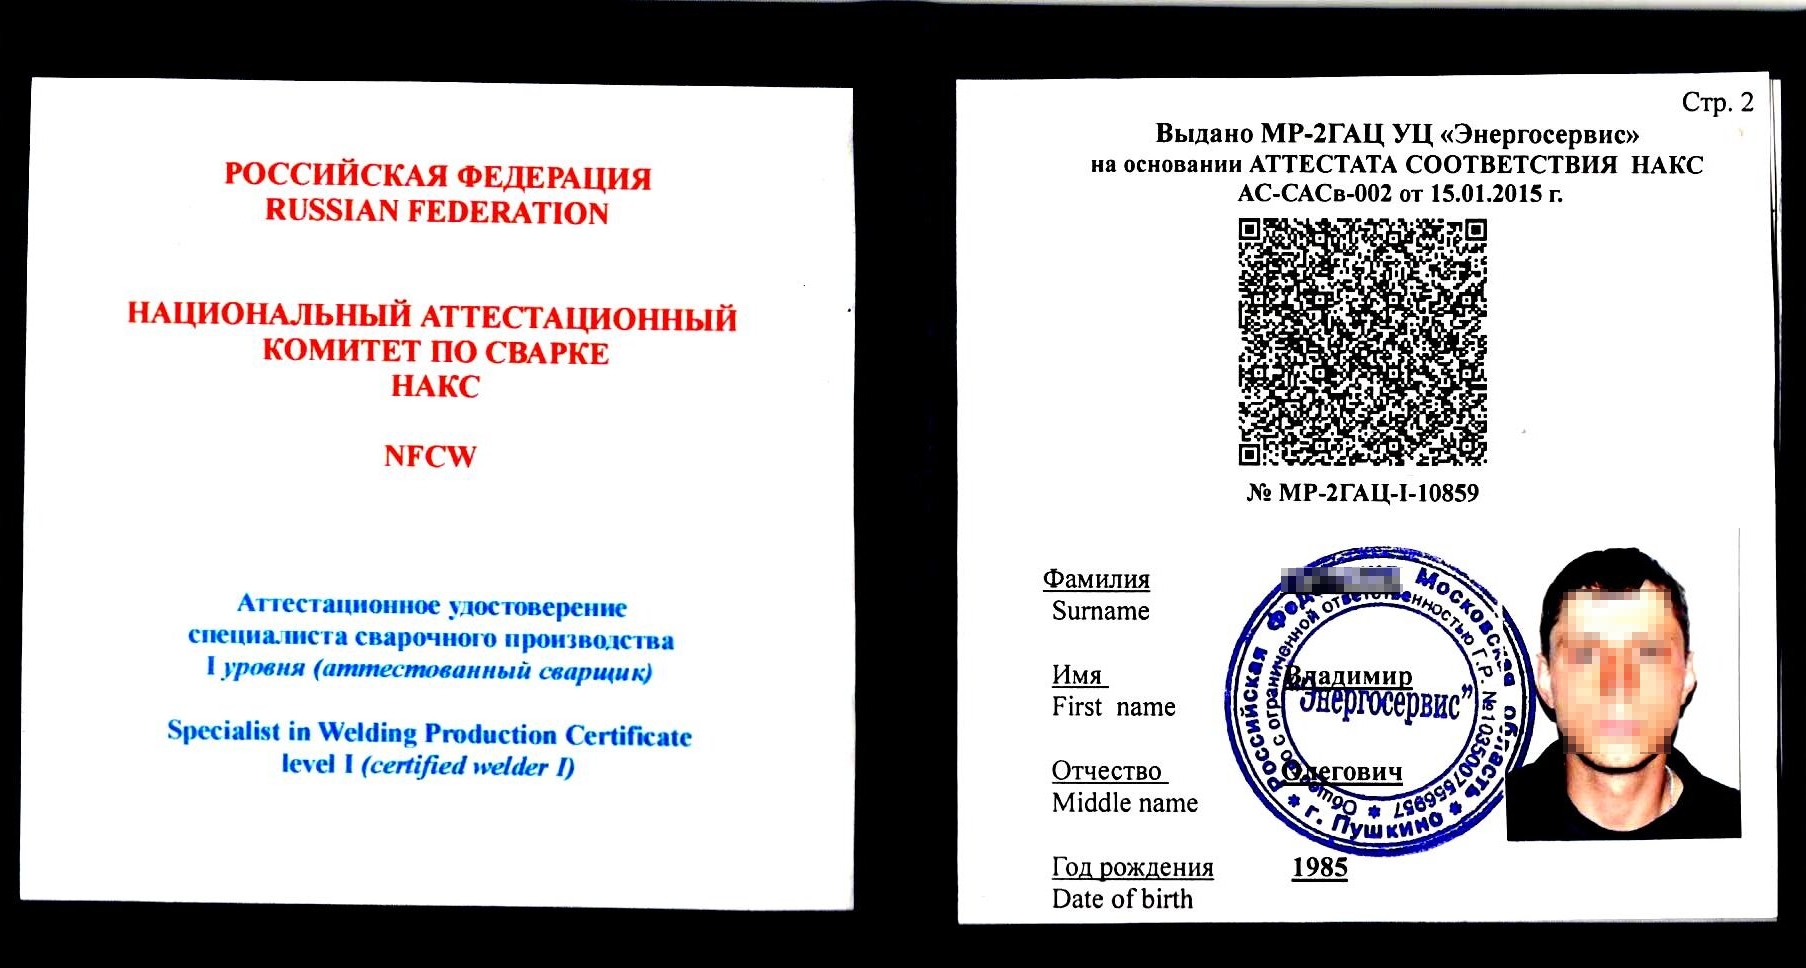 РОССИЙСКАЯ ФЕДЕРАЦИЯ
RUSSIAN FEDERATION
НАЦИОНАЛЬНЫЙ АТТЕСТАЦИОННЫЙ
КОМИТЕТ ПО СВАРКЕ
НАКС
NFCW
Аттестационное удостоверение
специалиста сварочного производства
I уровня (аттестованный сварщик)
Specialist in Welding Production Certificate
level I (certified welder I)
Стр. 2
Выдано МР-2ГАЦ УЦ «Энергосервис»
на основании АТТЕСТАТА СООТВЕТСТВИЯ НАКС
АС-САСв-002 от 15.01.2015 г.
№ МР-2ГАЦ-I-10859
Фамилия
Surname
Имя Владимир
First name
Отчество Олегович
Middle name
Год рождения 1985
Date of birth
Российская Московская область
г. Пушкино
Общество с ограниченной ответственностью Г.Р. №1035007556957
"Энергосервис"